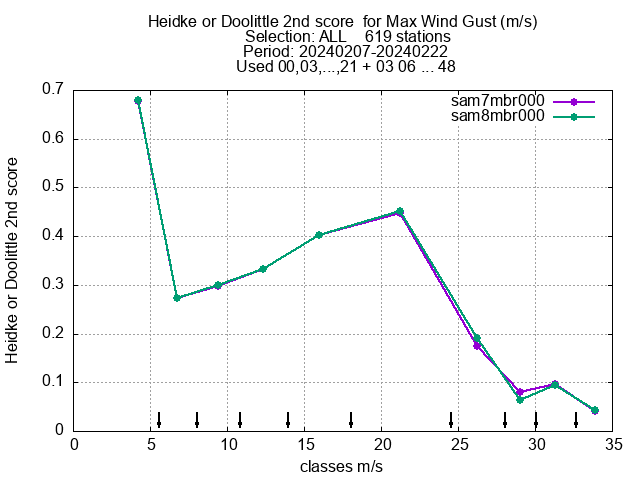 Heidke or Doolittle 2nd score  for Max Wind Gust (m/s)
Selection: ALL    619 stations
Period: 20240207-20240222
Used 00,03,...,21 + 03 06 ... 48
sam7mbr000
sam8mbr000
Heidke or Doolittle 2nd score
0.7
0.6
0.5
0.4
0.3
0.2
0.1
0
0 5 10 15 20 25 30 35
classes m/s